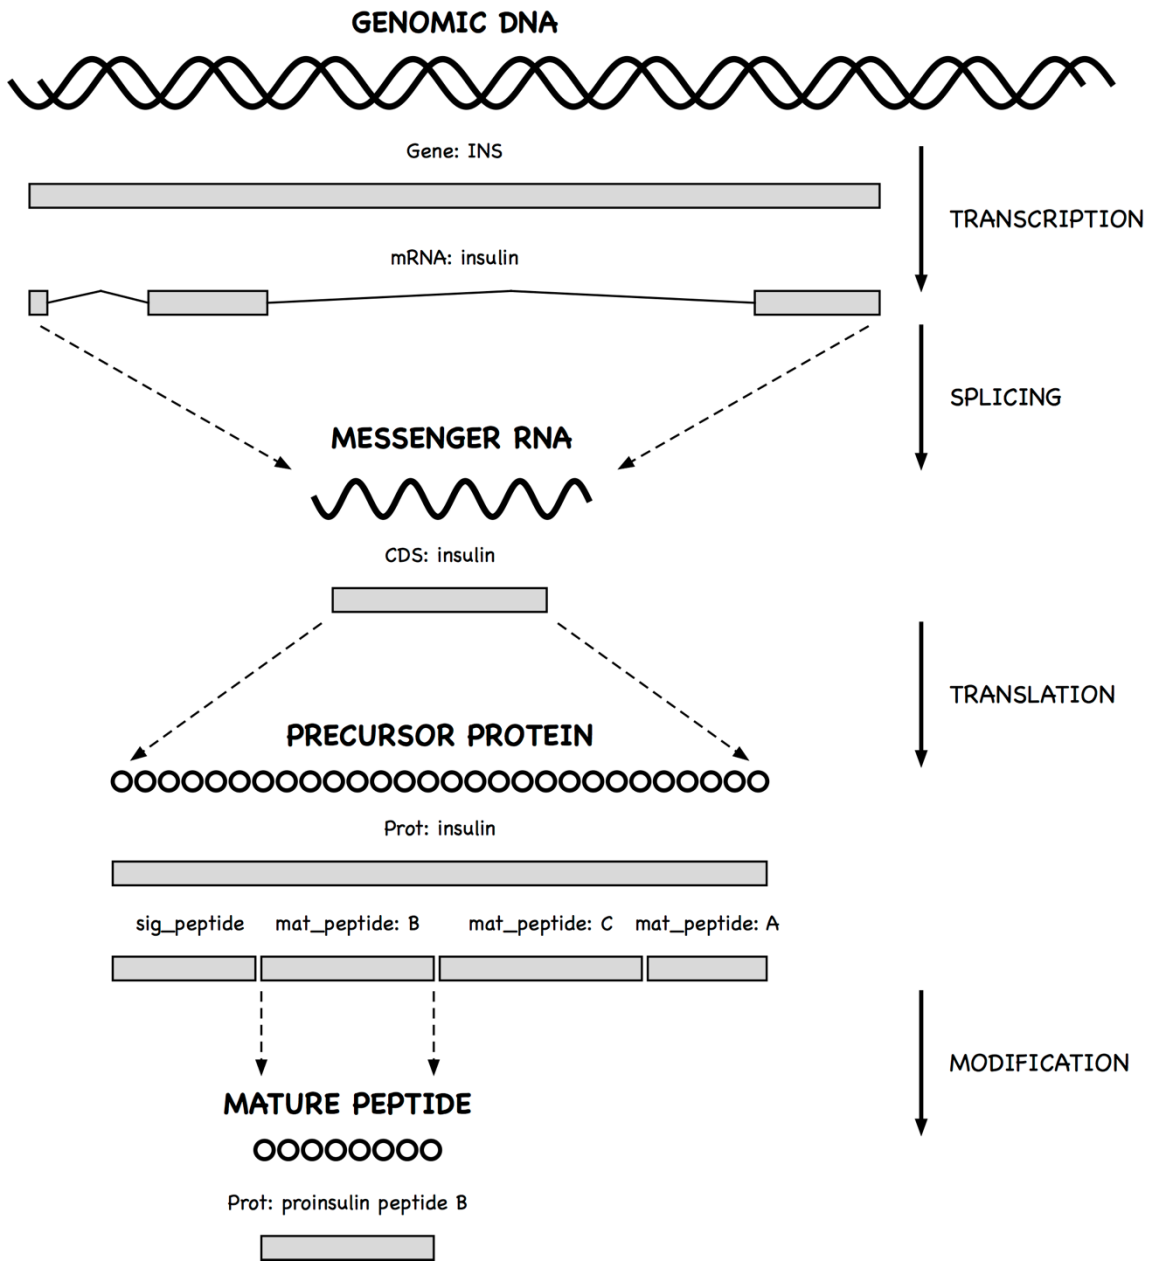 GENOMIC DNA
Gene: INS
TRANSCRIPTION
mRNA: insulin
SPLICING
MESSENGER RNA
CDS: insulin
TRANSLATION
PRECURSOR PROTEIN
Prot: insulin
sig_peptide mat_peptide: B mat_peptide: C mat_peptide: A
MODIFICATION
MATURE PEPTIDE
Prot: proinsulin peptide B